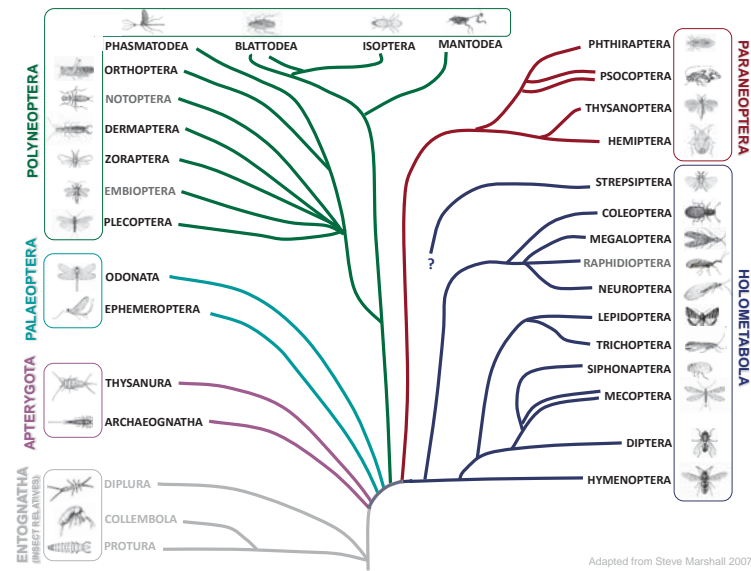 PHASMATODEA
BLATTODEA
ISOPTERA
MANTODEA
POLYNEOPTERA
ORTHOPTERA
NOTOPTERA
DERMAPTERA
ZORAPTERA
EMBIOPTERA
PLECOPTERA
PALAEOPTERA
ODONATA
EPHEMEROPTERA
APTERYGOTA
THYSANURA
ARCHAEOGNATHA
ENTOGNATHA
(INSECT RELATIVES)
DIPLURA
COLLEMBOLA
PROTURA
PHTHIRAPTERA
PSOCOPTERA
THYSANOPTERA
HEMIPTERA
PARANEOPTERA
STREPSIPTERA
?
COLEOPTERA
MEGALOPTERA
RAPHIDIOPTERA
NEUROPTERA
LEPIDOPTERA
TRICHOPTERA
SIPHONAPTERA
MECOPTERA
DIPTERA
HYMENOPTERA
HOLOMETABOLA
Adapted from Steve Marshall 2007